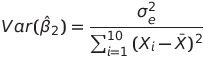 Var(β̂₂) = σₑ² / ∑ᵢ₌₁¹⁰ (Xᵢ − X̄)²